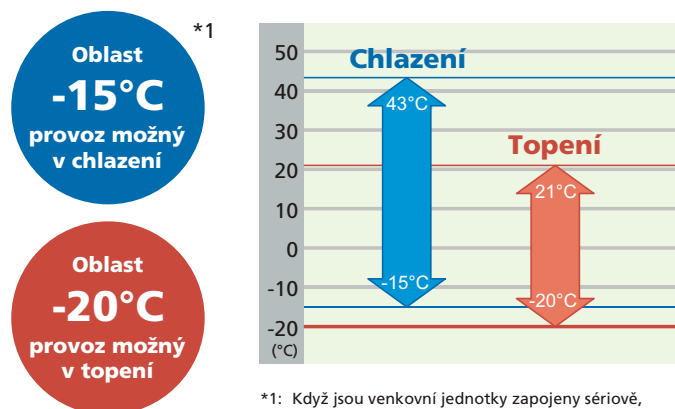 *1
Oblast
-15°C
provoz možný
v chlazení
Oblast
-20°C
provoz možný
v topení
50
40
30
20
10
0
-10
-20
(°C)
Chlazení
43°C
-15°C
Topení
21°C
-20°C
*1: Když jsou venkovní jednotky zapojeny sériově,